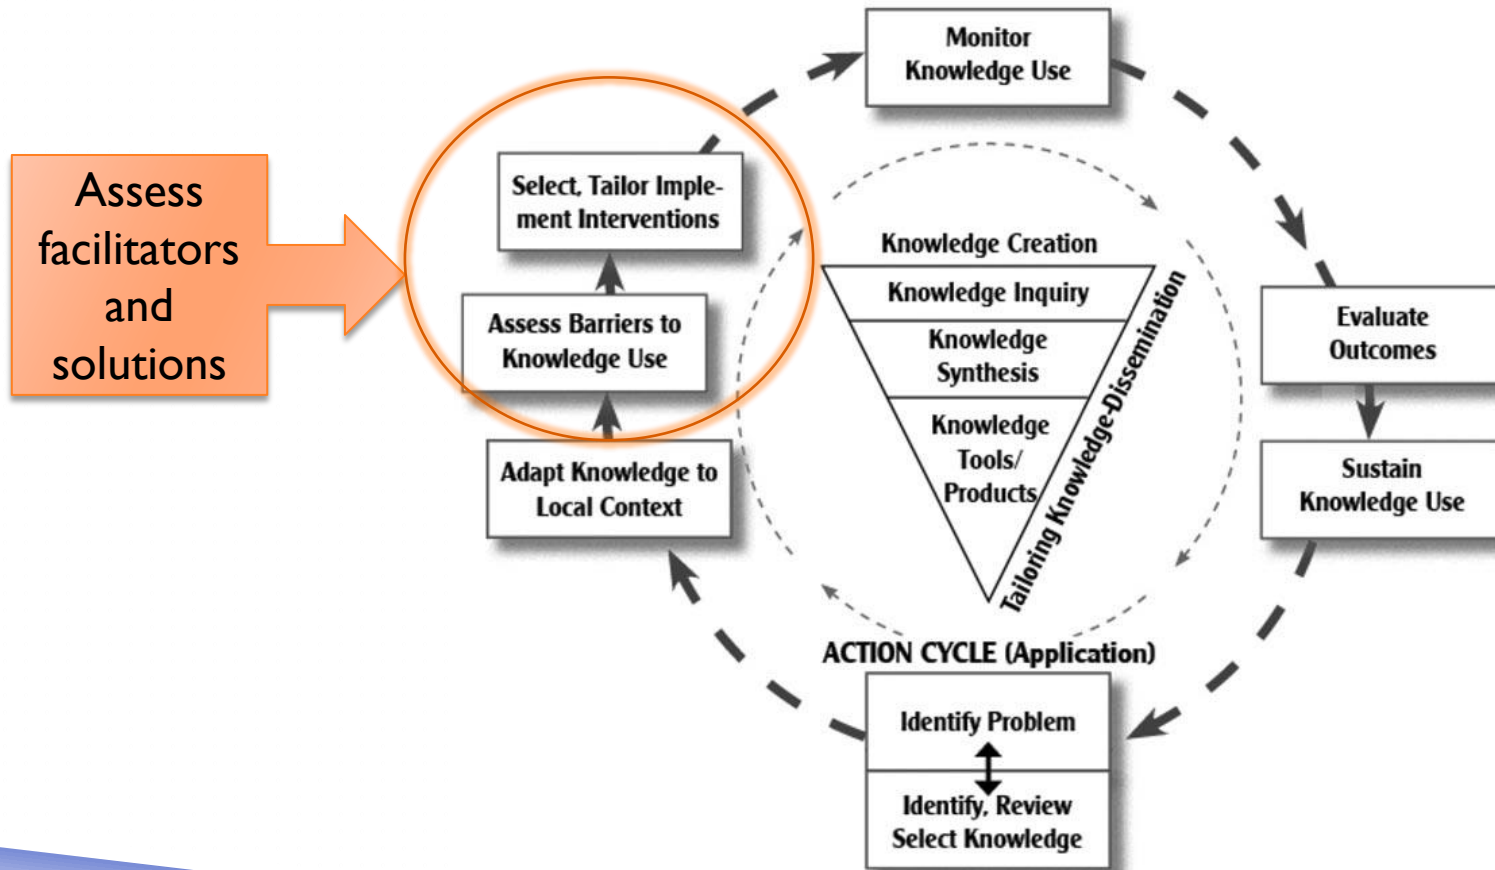 Monitor
Knowledge Use
Assess
facilitators
and
solutions
Select, Tailor Imple-
ment Interventions
Assess Barriers to
Knowledge Use
Adapt Knowledge to
Local Context
Knowledge Creation
Knowledge Inquiry
Knowledge
Synthesis
Knowledge
Tools/
Products
Tailoring Knowledge-Dissemination
Evaluate
Outcomes
Sustain
Knowledge Use
ACTION CYCLE (Application)
Identify Problem
Identify, Review
Select Knowledge